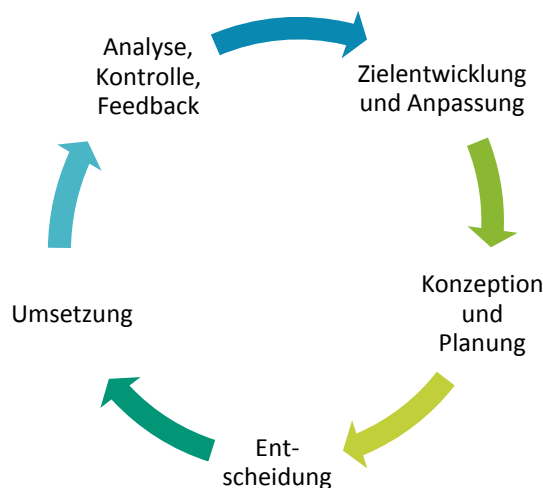 Analyse,
Kontrolle,
Feedback
Zielentwicklung
und Anpassung
Konzeption
und
Planung
Ent-
scheidung
Umsetzung